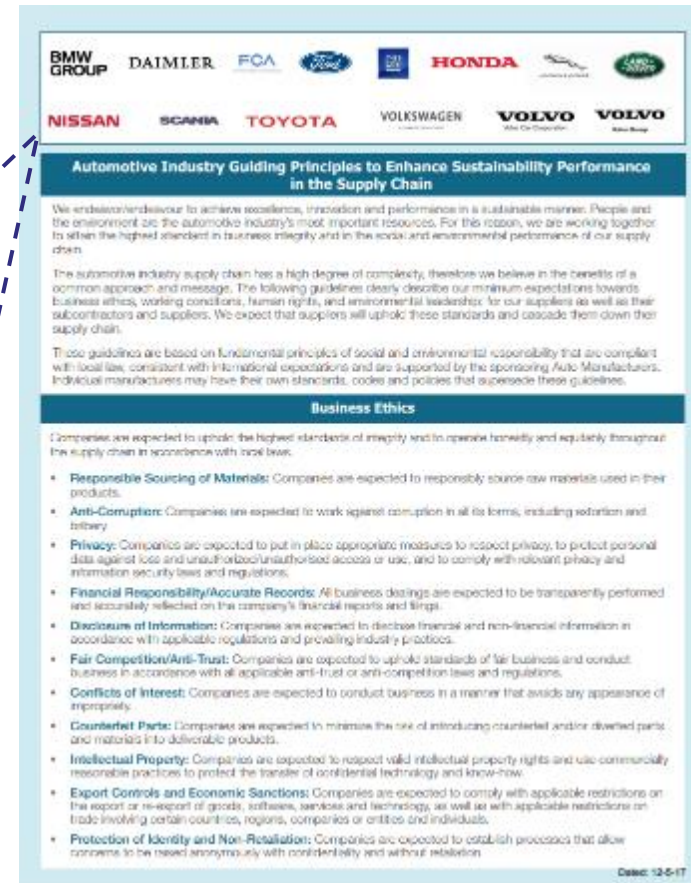 BMW GROUP DAIMLER FCA Ford GM HONDA LAND ROVER
NISSAN SCANIA TOYOTA VOLKSWAGEN VOLVO VOLVO
Automotive Industry Guiding Principles to Enhance Sustainability Performance
in the Supply Chain
We endeavor/endeavour to achieve excellence, innovation and performance in a sustainable manner. People and
the environment are the automotive industry's most important resources. For this reason, we are working together
to attain the highest standard in business integrity and in the social and environmental performance of our supply
chain.
The automotive industry supply chain has a high degree of complexity, therefore we believe in the benefits of a
common approach and message. The following guidelines clearly describe our minimum expectations towards
business ethics, working conditions, human rights, and environmental leadership for our suppliers as well as their
subcontractors and suppliers. We expect that suppliers will uphold these standards and cascade them down their
supply chain.
These guidelines are based on fundamental principles of social and environmental responsibility that are compliant
with local law, consistent with international expectations and are supported by the sponsoring Auto Manufacturers.
Individual manufacturers may have their own standards, codes and policies that supersede these guidelines.
Business Ethics
Companies are expected to uphold the highest standards of integrity and to operate honestly and equitably throughout
the supply chain in accordance with local laws.
• Responsible Sourcing of Materials: Companies are expected to responsibly source raw materials used in their
products.
• Anti-Corruption: Companies are expected to work against corruption in all its forms, including extortion and
bribery.
• Privacy: Companies are expected to put in place appropriate measures to respect privacy, to protect personal
data against loss and unauthorized/unauthorised access or use, and to comply with relevant privacy and
information security laws and regulations.
• Financial Responsibility/Accurate Records: All business dealings are expected to be transparently performed
and accurately reflected on the company's financial reports and filings.
• Disclosure of Information: Companies are expected to disclose financial and non-financial information in
accordance with applicable regulations and prevailing industry practices.
• Fair Competition/Anti-Trust: Companies are expected to uphold standards of fair business and conduct
business in accordance with all applicable anti-trust or anti-competition laws and regulations.
• Conflicts of Interest: Companies are expected to conduct business in a manner that avoids any appearance of
impropriety.
• Counterfeit Parts: Companies are expected to minimize the risk of introducing counterfeit and/or diverted parts
and materials into deliverable products.
• Intellectual Property: Companies are expected to respect valid intellectual property rights and use commercially
reasonable practices to protect the transfer of confidential technology and know-how.
• Export Controls and Economic Sanctions: Companies are expected to comply with applicable restrictions on
the export or re-export of goods, software, services and technology, as well as with applicable restrictions on
trade involving certain countries, regions, companies or entities and individuals.
• Protection of Identity and Non-Retaliation: Companies are expected to establish processes that allow
concerns to be raised anonymously with confidentiality and without retaliation.
Dated: 12-5-17